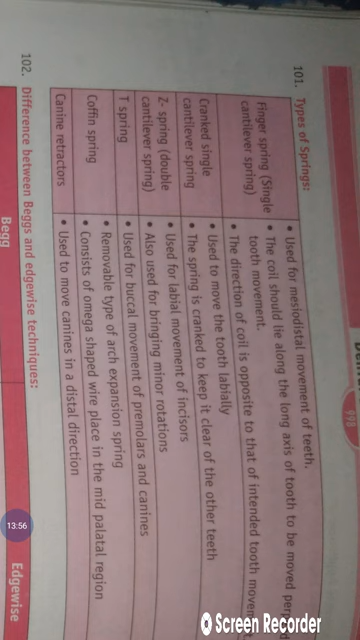 998
101. Types of Springs:
Finger spring (Single cantilever spring)
• Used for mesiodistal movement of teeth.
• The coil should lie along the long axis of tooth to be moved
tooth movement.
• The direction of coil is opposite to that of intended tooth
Cranked single cantilever spring
• Used to move the tooth labially
• The spring is cranked to keep it clear of the other teeth
Z- spring (double cantilever spring)
• Used for labial movement of incisors
• Also used for bringing minor rotations
T spring
• Used for buccal movement of premolars and canines
Coffin spring
• Removable type of arch expansion spring
• Consists of omega shaped wire place in the mid palatal region
Canine retractors
• Used to move canines in a distal direction
102. Difference between Beggs and edgewise techniques:
Begg
Edgewise
13:56
Screen Recorder